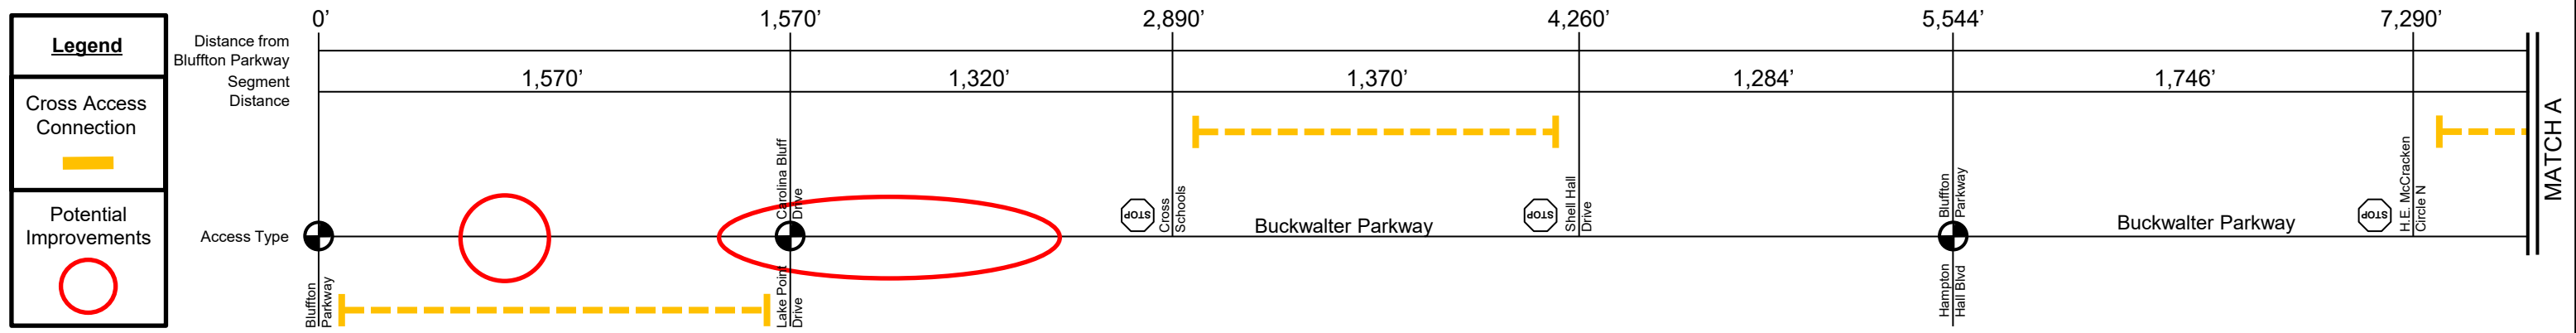 Legend
Cross Access
Connection
Potential
Improvements
0’ 1,570’ 2,890’ 4,260’ 5,544’ 7,290’
Distance from
Bluffton Parkway
Segment
Distance
1,570’ 1,320’ 1,370’ 1,284’ 1,746’
Access Type
Bluffton
Parkway
Carolina Bluff
Drive
Lake Point
Drive
STOP
Cross
Schools
Buckwalter Parkway
STOP
Shell Hall
Drive
Bluffton
Parkway
Hampton
Hall Blvd
Buckwalter Parkway
STOP
H.E. McCracken
Circle N
MATCH A